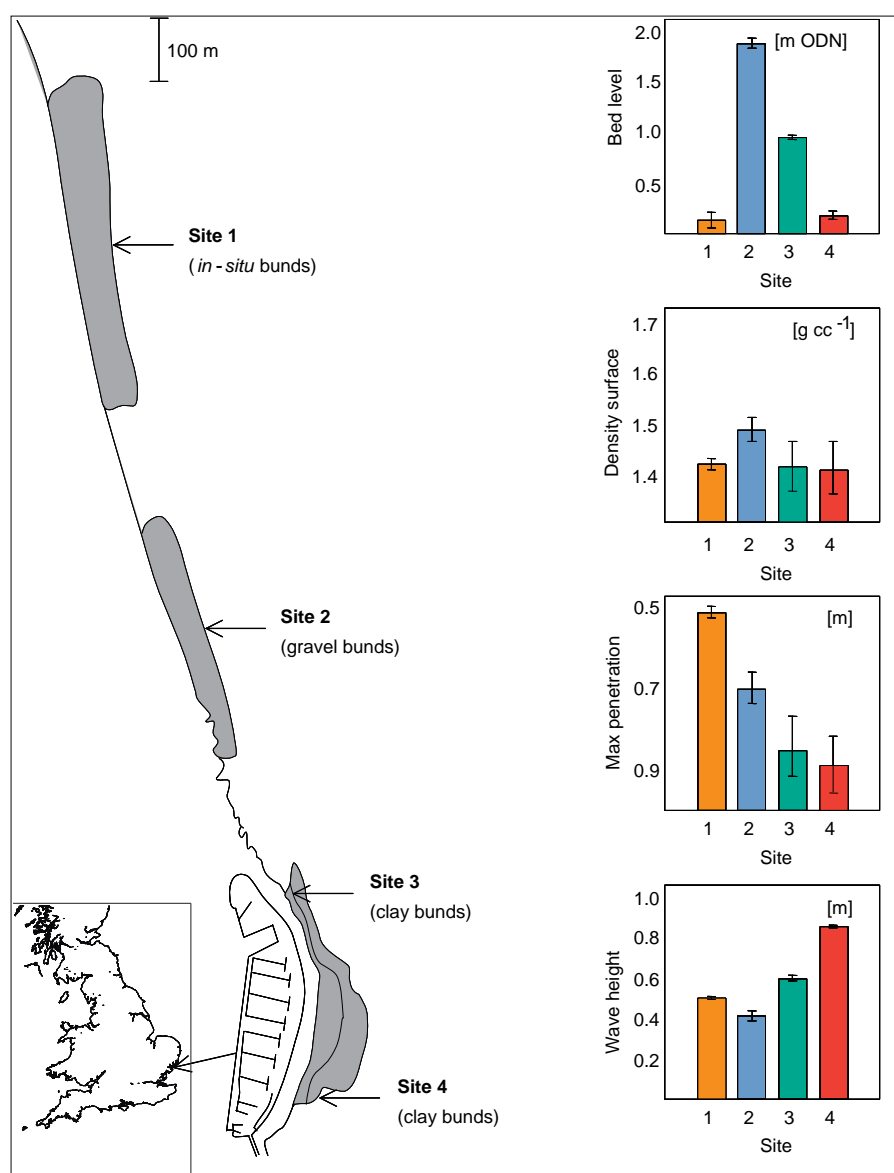 100 m
Site 1
( in - situ bunds)
Site 2
(gravel bunds)
Site 3
(clay bunds)
Site 4
(clay bunds)
[m ODN]
Bed level
2.0
1.5
1.0
0.5
1 2 3 4
Site
[g cc -1]
Density surface
1.7
1.6
1.5
1.4
1 2 3 4
Site
[m]
Max penetration
0.5
0.7
0.9
1 2 3 4
Site
[m]
Wave height
1.0
0.8
0.6
0.4
0.2
1 2 3 4
Site